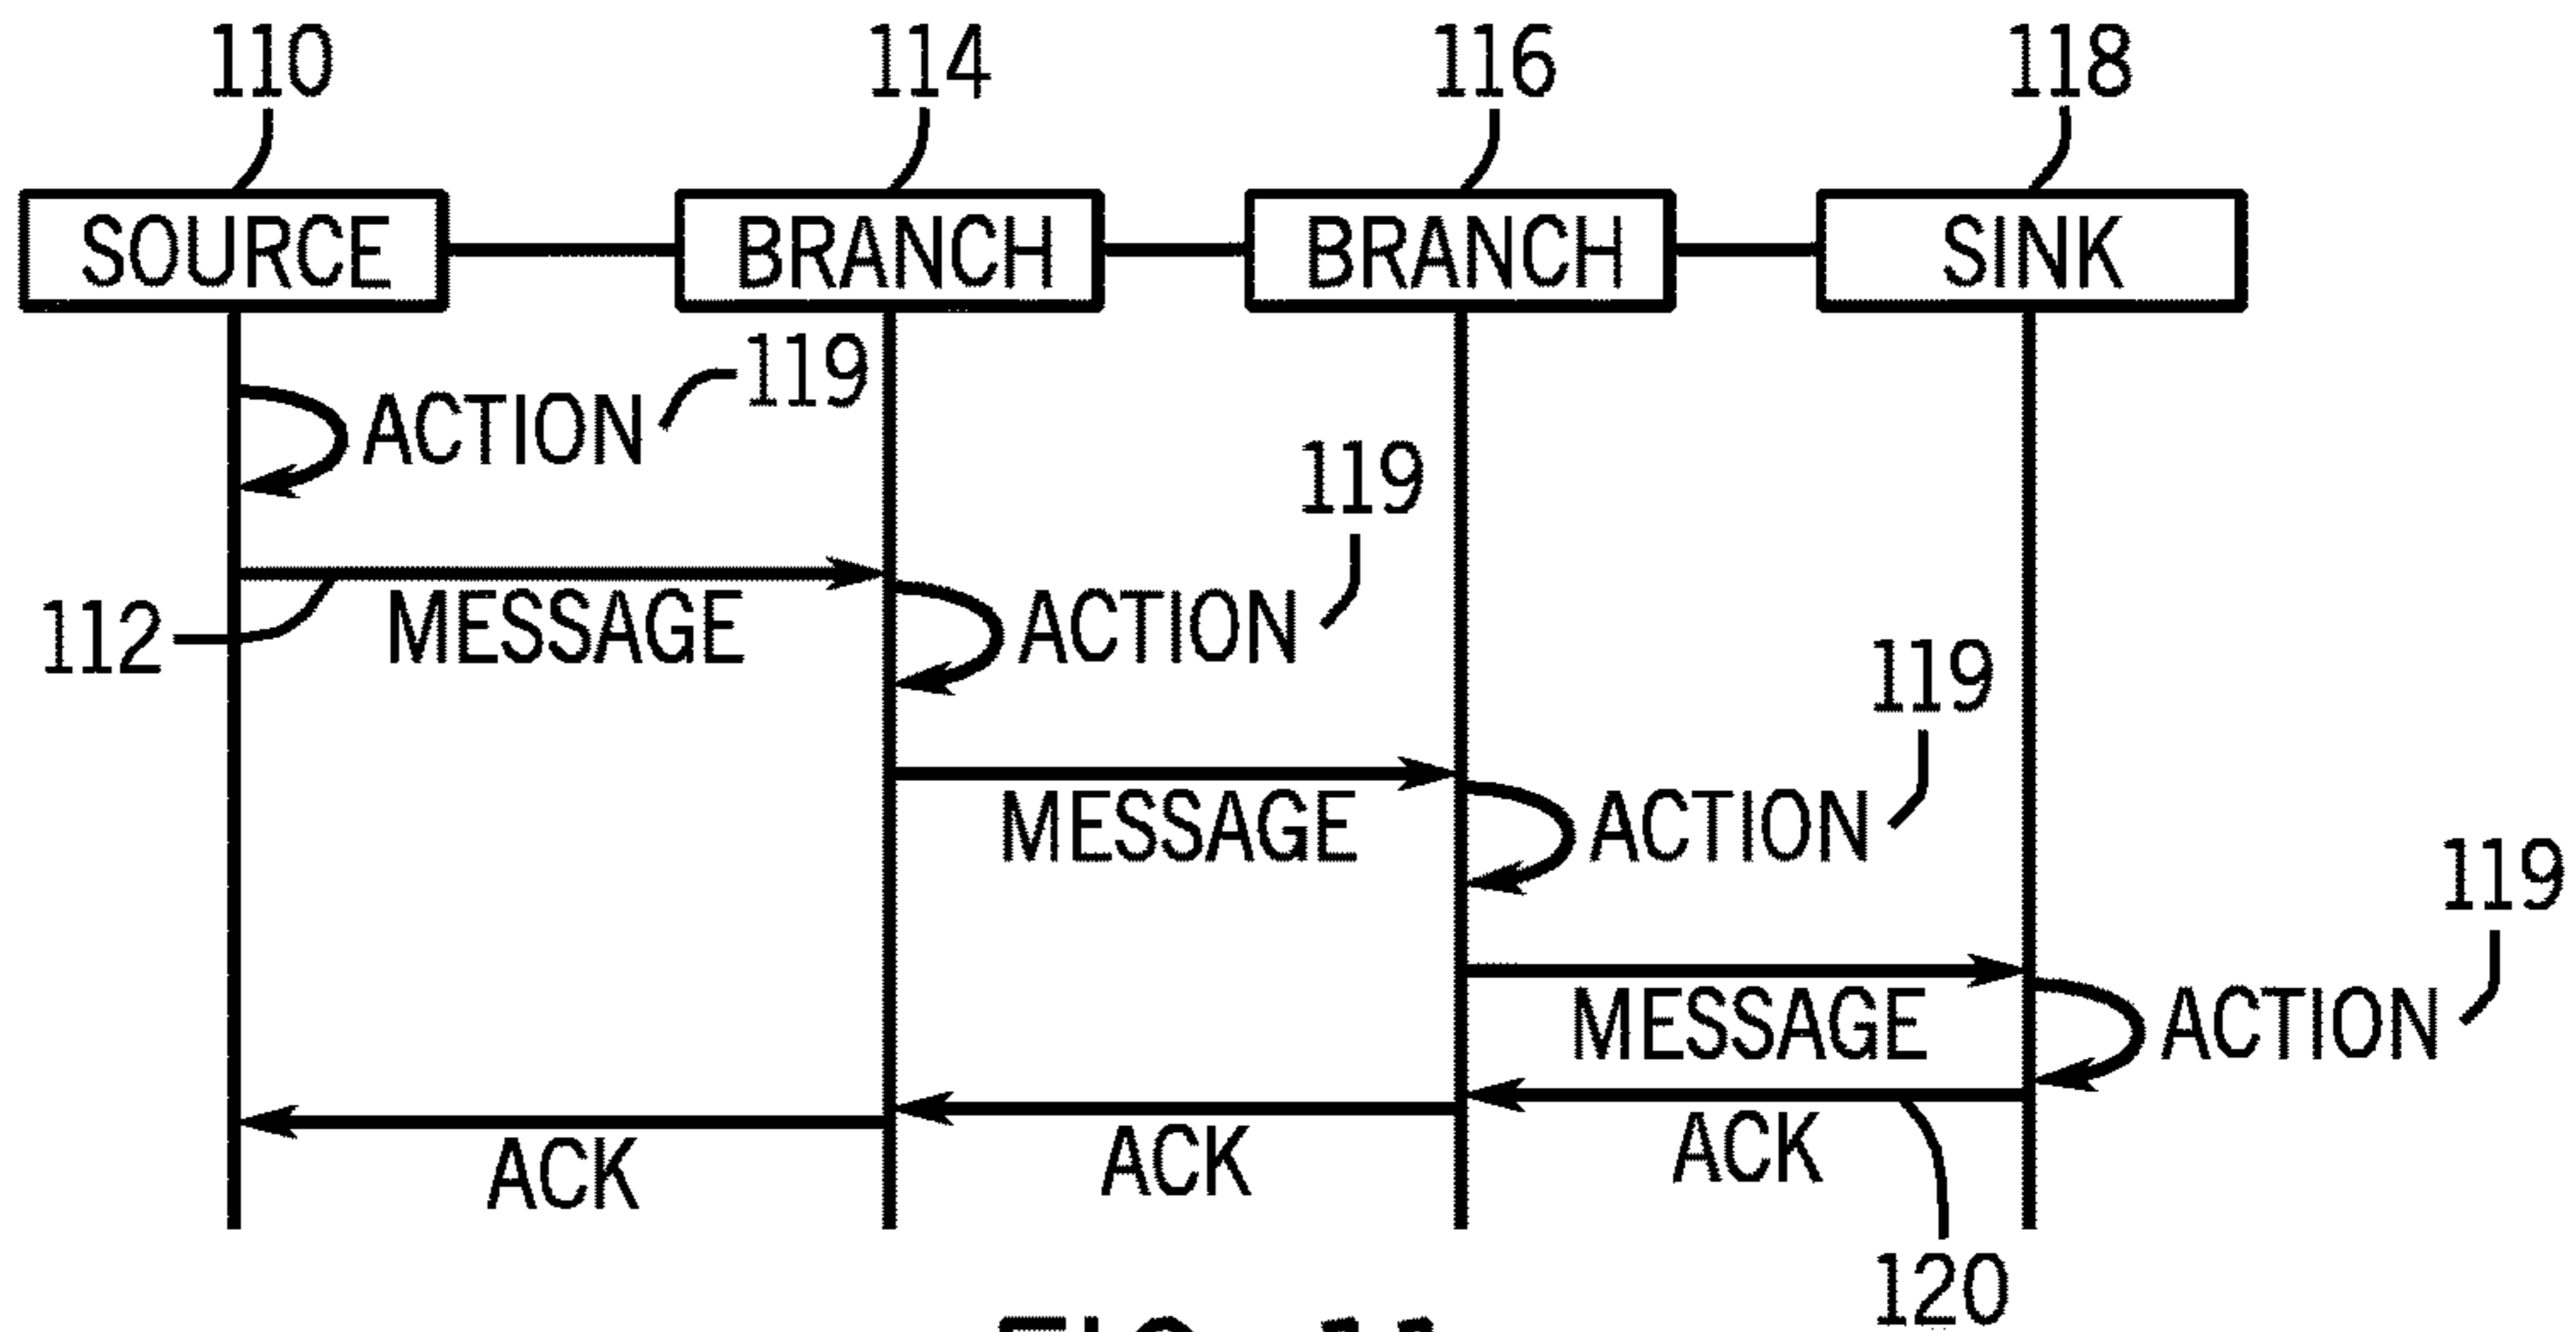 110 114 116 118
SOURCE BRANCH BRANCH SINK
119
ACTION
119
112 MESSAGE ACTION
119
MESSAGE ACTION
119
MESSAGE ACTION
ACK ACK ACK
120